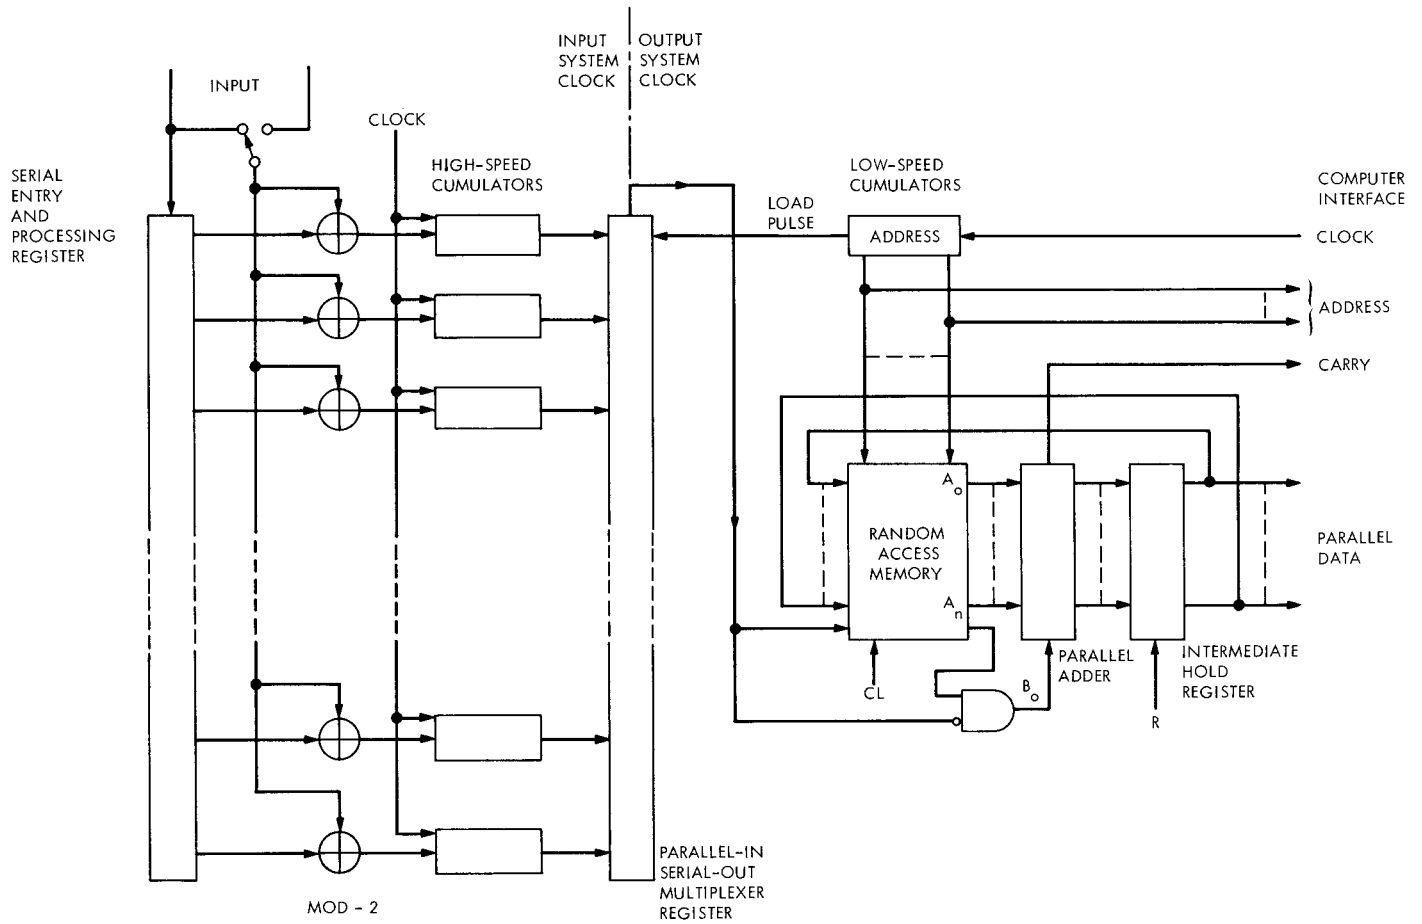 INPUT
SYSTEM
CLOCK
OUTPUT
SYSTEM
CLOCK
INPUT
CLOCK
SERIAL
ENTRY
AND
PROCESSING
REGISTER
HIGH-SPEED
CUMULATORS
LOW-SPEED
CUMULATORS
LOAD
PULSE
ADDRESS
COMPUTER
INTERFACE
CLOCK
ADDRESS
CARRY
A₀
RANDOM
ACCESS
MEMORY
Aₙ
PARALLEL
DATA
CL
B₀
PARALLEL
ADDER
INTERMEDIATE
HOLD
REGISTER
R
PARALLEL-IN
SERIAL-OUT
MULTIPLEXER
REGISTER
MOD - 2